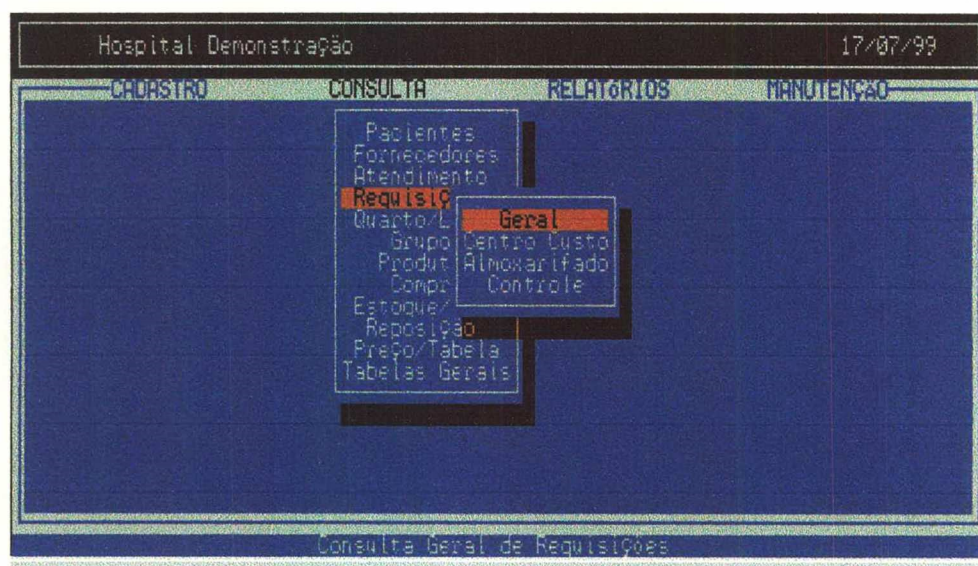 Hospital Demonstração 17/07/99
CADASTRO CONSULTA RELATóRIOS MANUTENÇãO
Pacientes
Fornecedores
Atendimento
Requisiç
Quarto/L
Grupo
Produt
Compr
Estoque/
Reposição
Preço/Tabela
Tabelas Gerais
Geral
Centro Custo
Almoxarifado
Controle
Consulta Geral de Requisições